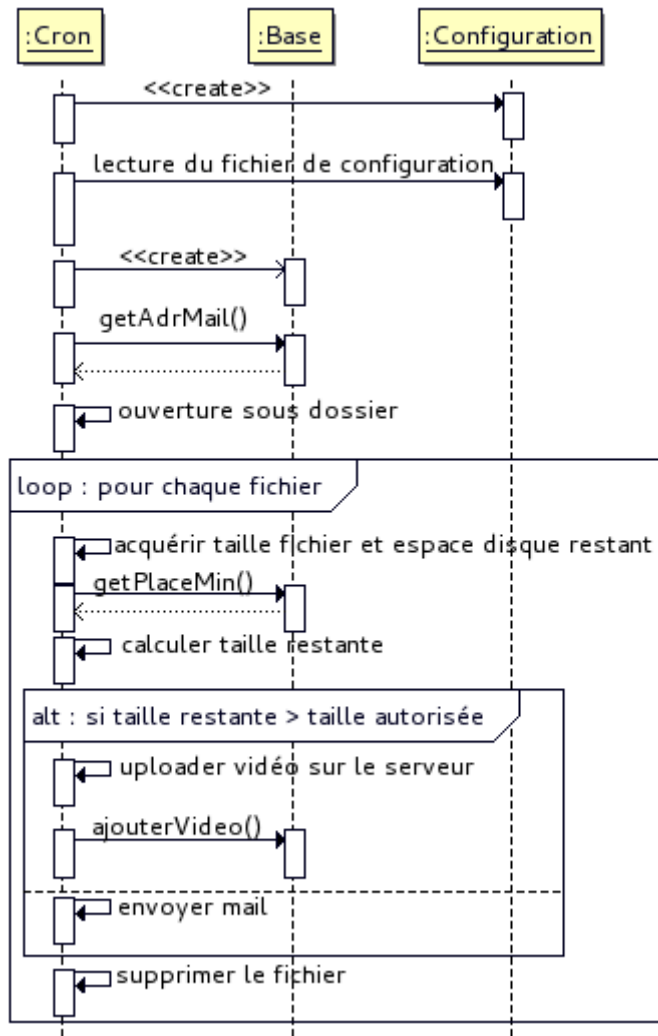 :Cron
:Base
:Configuration
<<create>>
lecture du fichier de configuration
<<create>>
getAdrMail()
ouverture sous dossier
loop : pour chaque fichier
acquérir taille fichier et espace disque restant
getPlaceMin()
calculer taille restante
alt : si taille restante > taille autorisée
uploader vidéo sur le serveur
ajouterVideo()
envoyer mail
supprimer le fichier